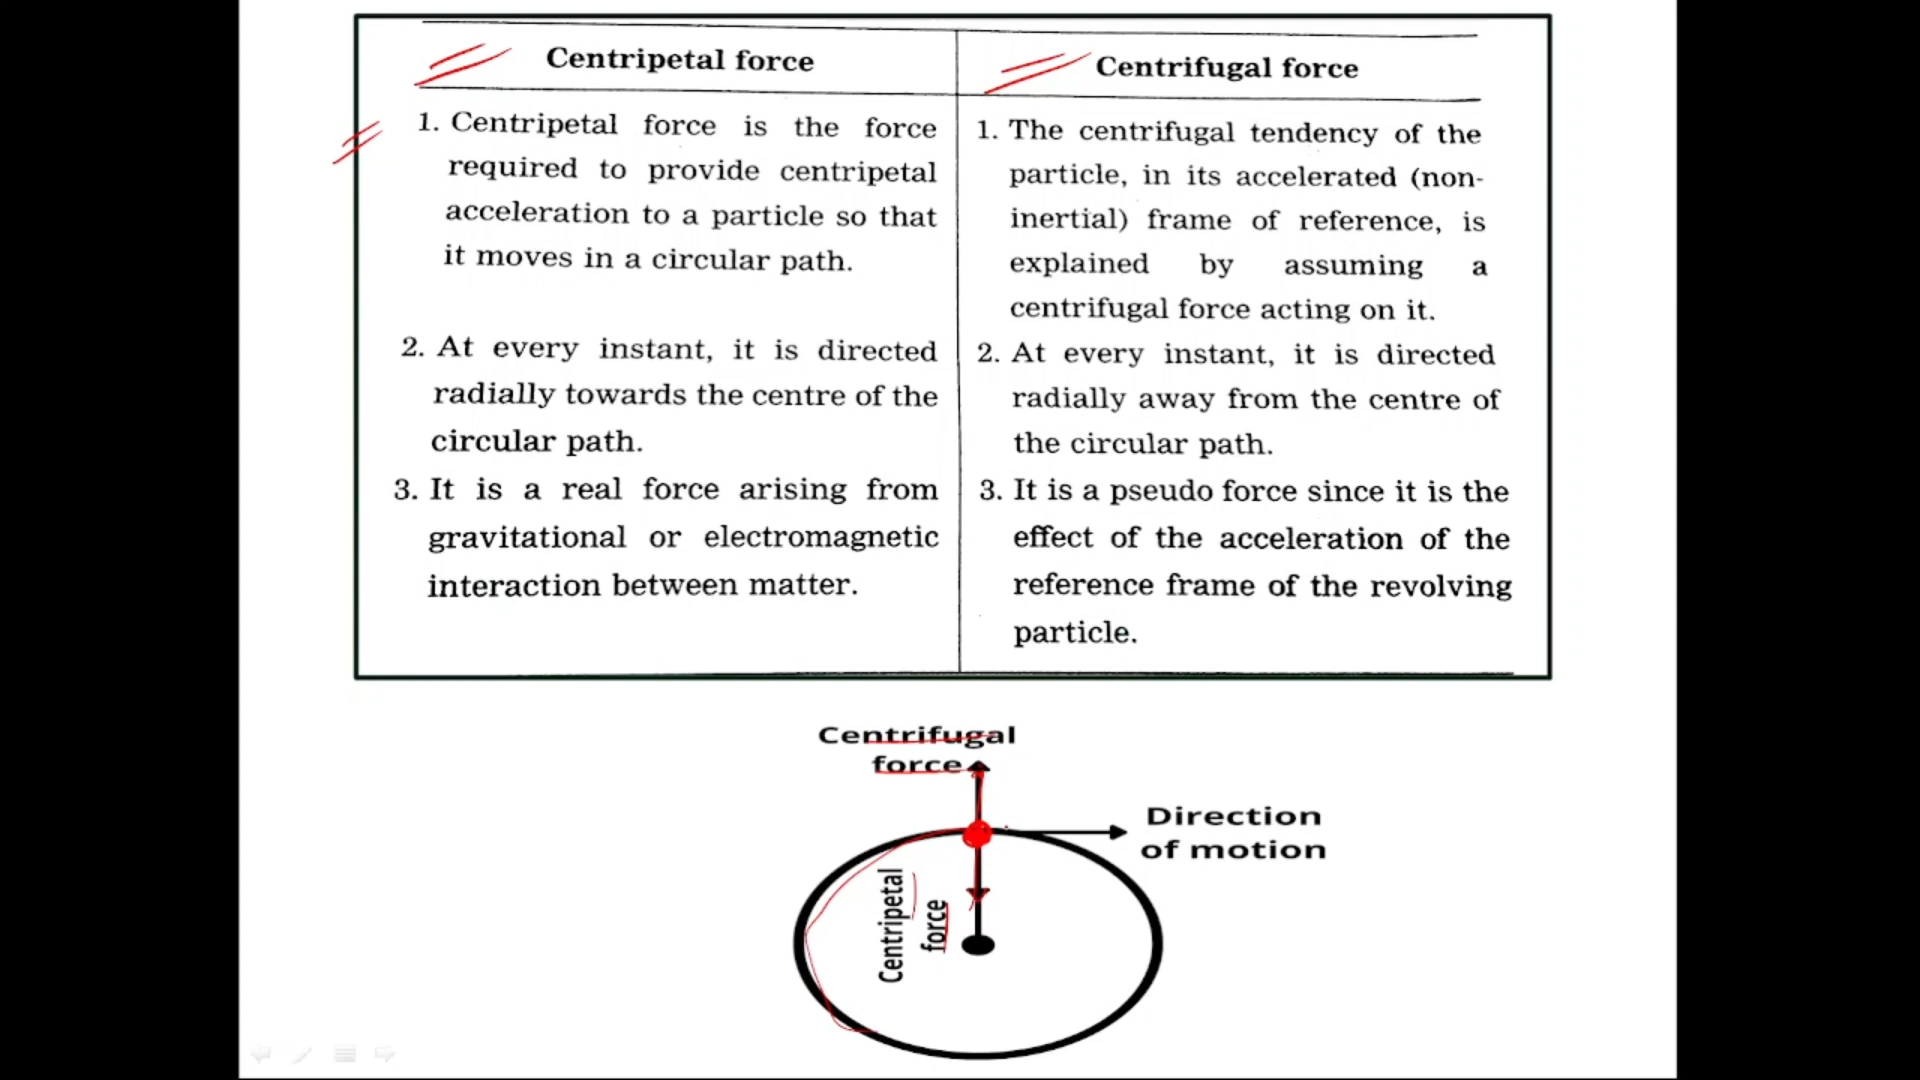 Centripetal force
1. Centripetal force is the force
required to provide centripetal
acceleration to a particle so that
it moves in a circular path.
2. At every instant, it is directed
radially towards the centre of the
circular path.
3. It is a real force arising from
gravitational or electromagnetic
interaction between matter.
Centrifugal force
1. The centrifugal tendency of the
particle, in its accelerated (non-
inertial) frame of reference, is
explained by assuming a
centrifugal force acting on it.
2. At every instant, it is directed
radially away from the centre of
the circular path.
3. It is a pseudo force since it is the
effect of the acceleration of the
reference frame of the revolving
particle.
Centrifugal
force
Direction
of motion
Centripetal
force